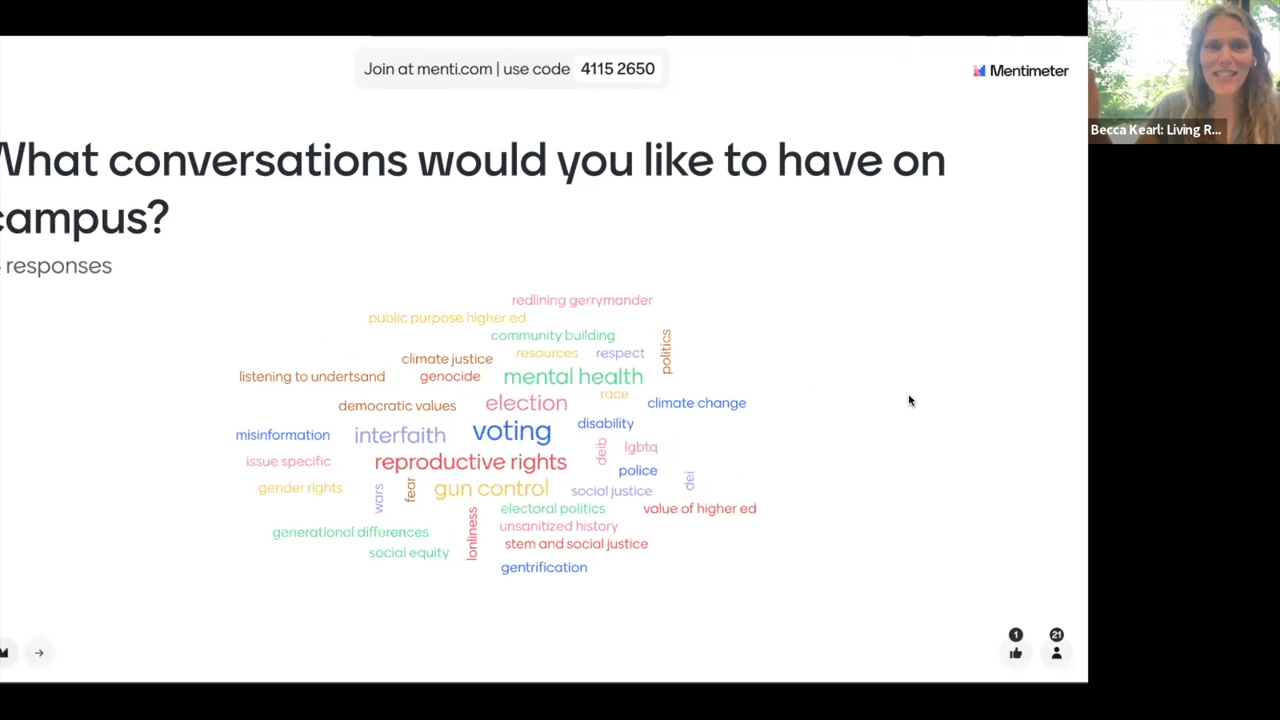 Join at menti.com | use code 4115 2650
Mentimeter
Becca Kearl: Living R...
What conversations would you like to have on
campus?
responses
redlining gerrymander
public purpose higher ed
community building
politics
climate justice
resources
respect
listening to undertsand
genocide
mental health
race
democratic values
election
climate change
misinformation
interfaith
voting
disability
deib
lgbtq
issue specific
reproductive rights
police
dei
gender rights
wars
fear
gun control
social justice
electoral politics
value of higher ed
generational differences
lonliness
unsanitized history
social equity
stem and social justice
gentrification
1
21